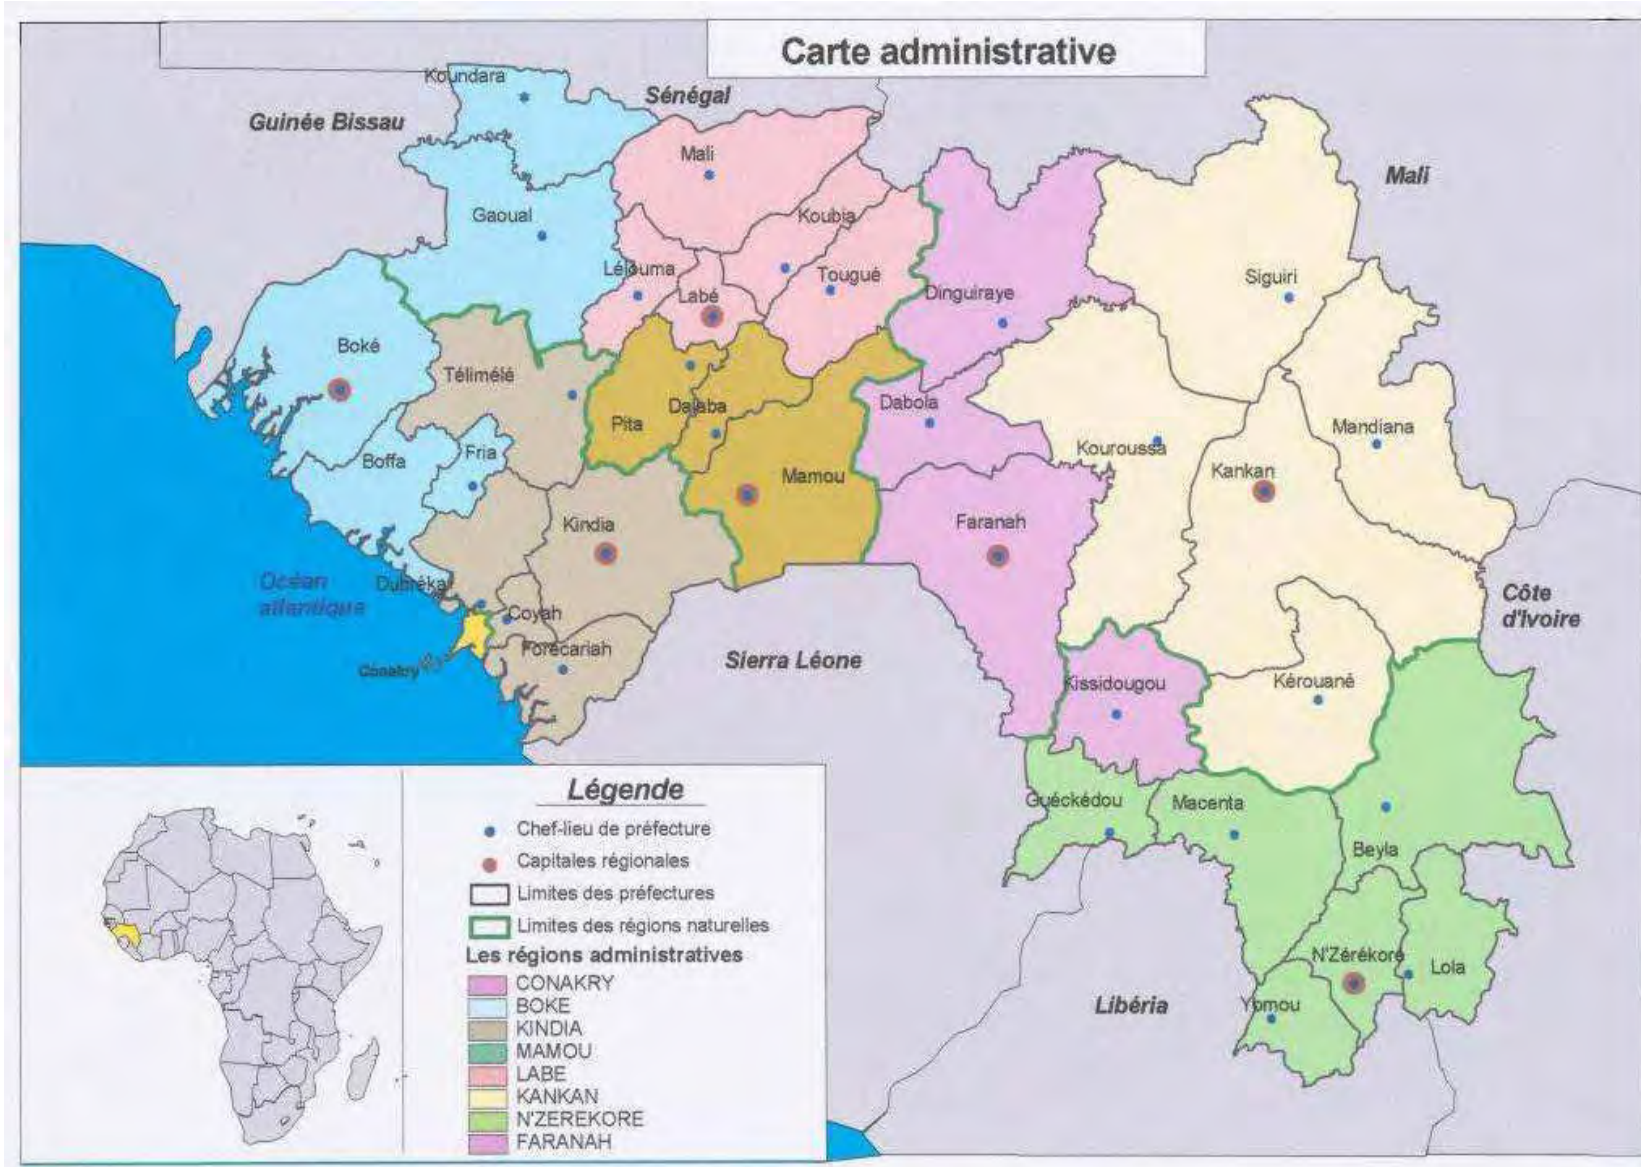 Carte administrative
Koundara
Sénégal
Guinée Bissau
Mali
Mali
Gaoual
Koubia
Lélouma
Tougué
Siguiri
Labé
Dinguiraye
Boké
Télimélé
Dabola
Dalaba
Pita
Mandiana
Kouroussa
Fria
Boffa
Kankan
Mamou
Kindia
Faranah
Océan
atlantique
Dubréka
Côte
d'Ivoire
Coyah
Forécariah
Conakry
Sierra Léone
Kissidougou
Kérouané
Guéckédou
Macenta
Beyla
N'Zérékoré
Lola
Yomou
Libéria
Légende
Chef-lieu de préfecture
Capitales régionales
Limites des préfectures
Limites des régions naturelles
Les régions administratives
CONAKRY
BOKE
KINDIA
MAMOU
LABE
KANKAN
N'ZEREKORE
FARANAH